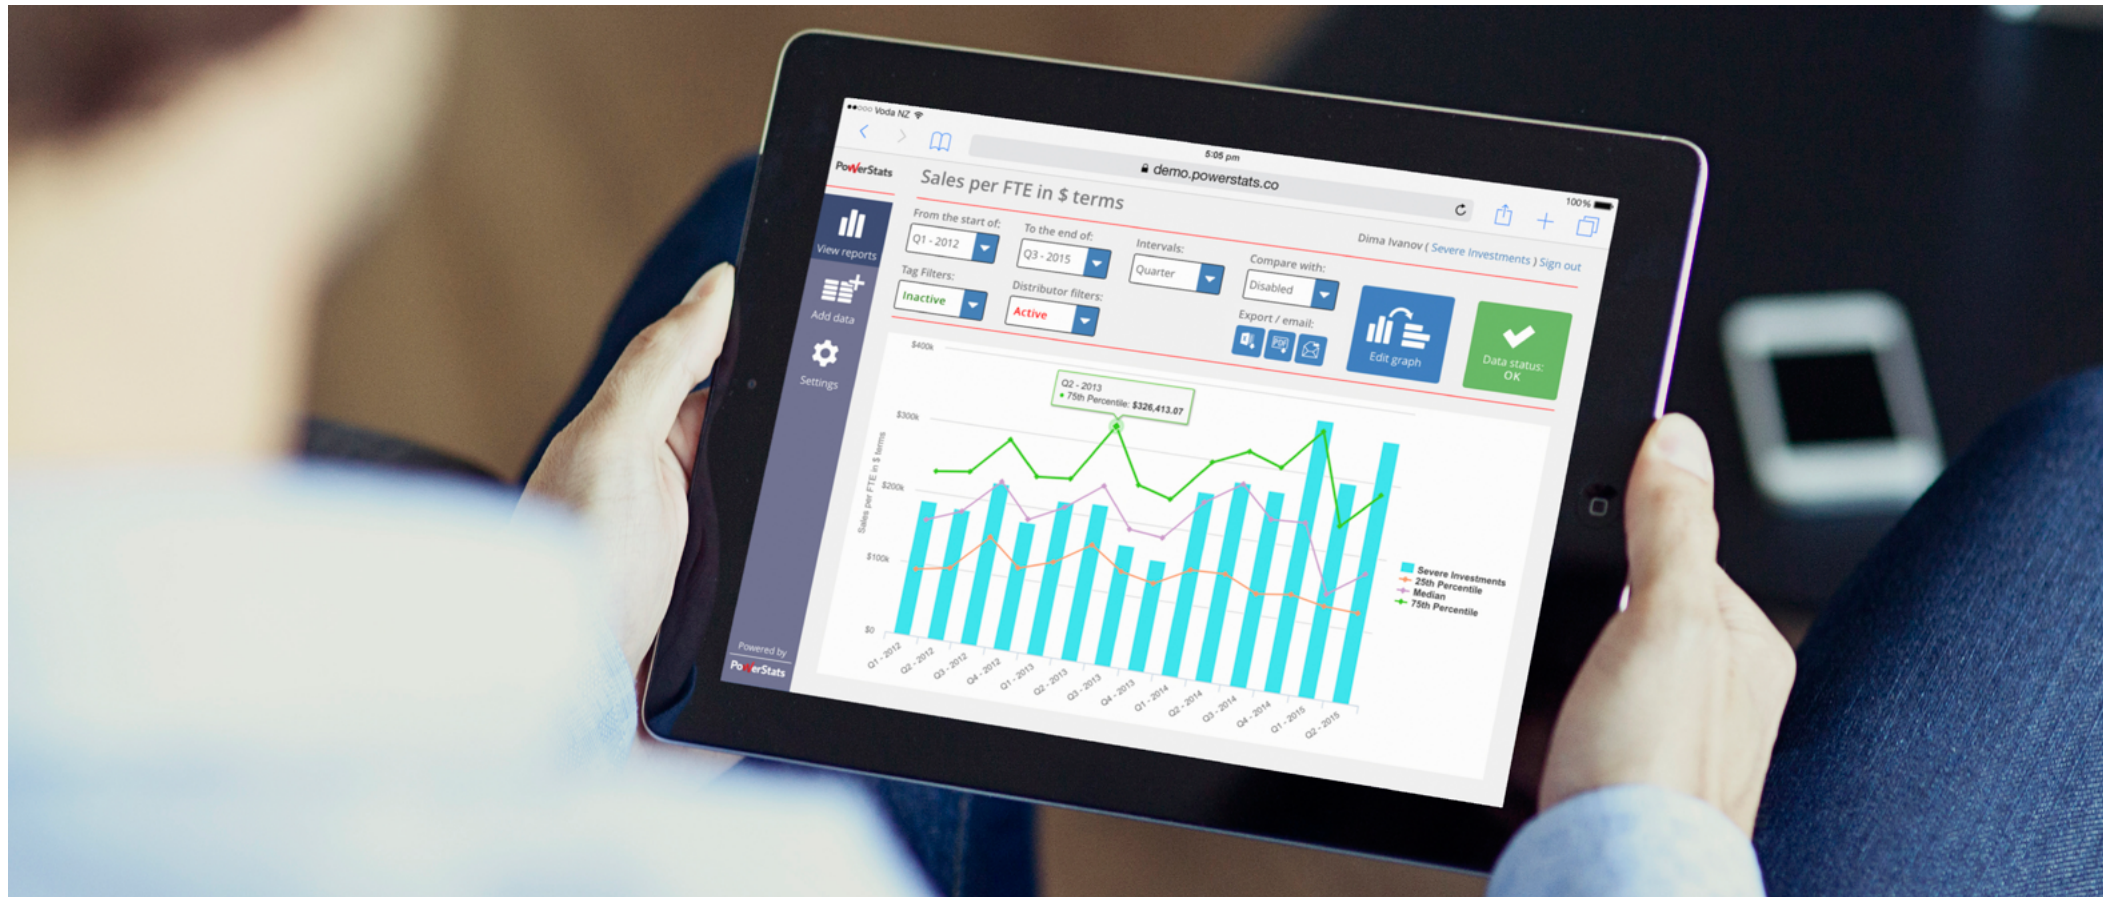 Voda NZ
5:05 pm
100%
demo.powerstats.co
PowerStats
Sales per FTE in $ terms
Dima Ivanov ( Severe Investments ) Sign out
View reports
Add data
Settings
Powered by
PowerStats
From the start of:
Q1 - 2012
To the end of:
Q3 - 2015
Intervals:
Quarter
Compare with:
Disabled
Tag Filters:
Inactive
Distributor filters:
Active
Export / email:
PDF
Edit graph
Data status:
OK
$400k
$300k
$200k
$100k
$0
Sales per FTE in $ terms
Q2 - 2013
75th Percentile: $326,413.07
Severe Investments
25th Percentile
Median
75th Percentile
Q1 - 2012
Q2 - 2012
Q3 - 2012
Q4 - 2012
Q1 - 2013
Q2 - 2013
Q3 - 2013
Q4 - 2013
Q1 - 2014
Q2 - 2014
Q3 - 2014
Q4 - 2014
Q1 - 2015
Q2 - 2015